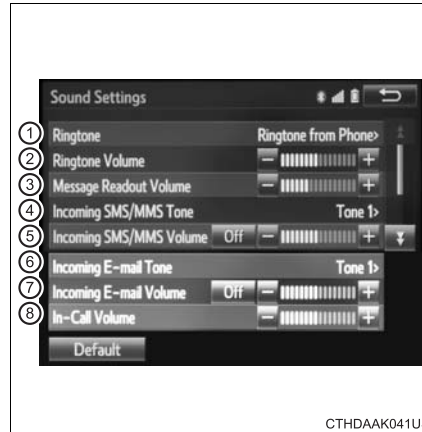 Sound Settings
① Ringtone Ringtone from Phone>
② Ringtone Volume − +
③ Message Readout Volume − +
④ Incoming SMS/MMS Tone Tone 1>
⑤ Incoming SMS/MMS Volume Off − +
⑥ Incoming E-mail Tone Tone 1>
⑦ Incoming E-mail Volume Off − +
⑧ In-Call Volume − +
Default
CTHDAAK041U